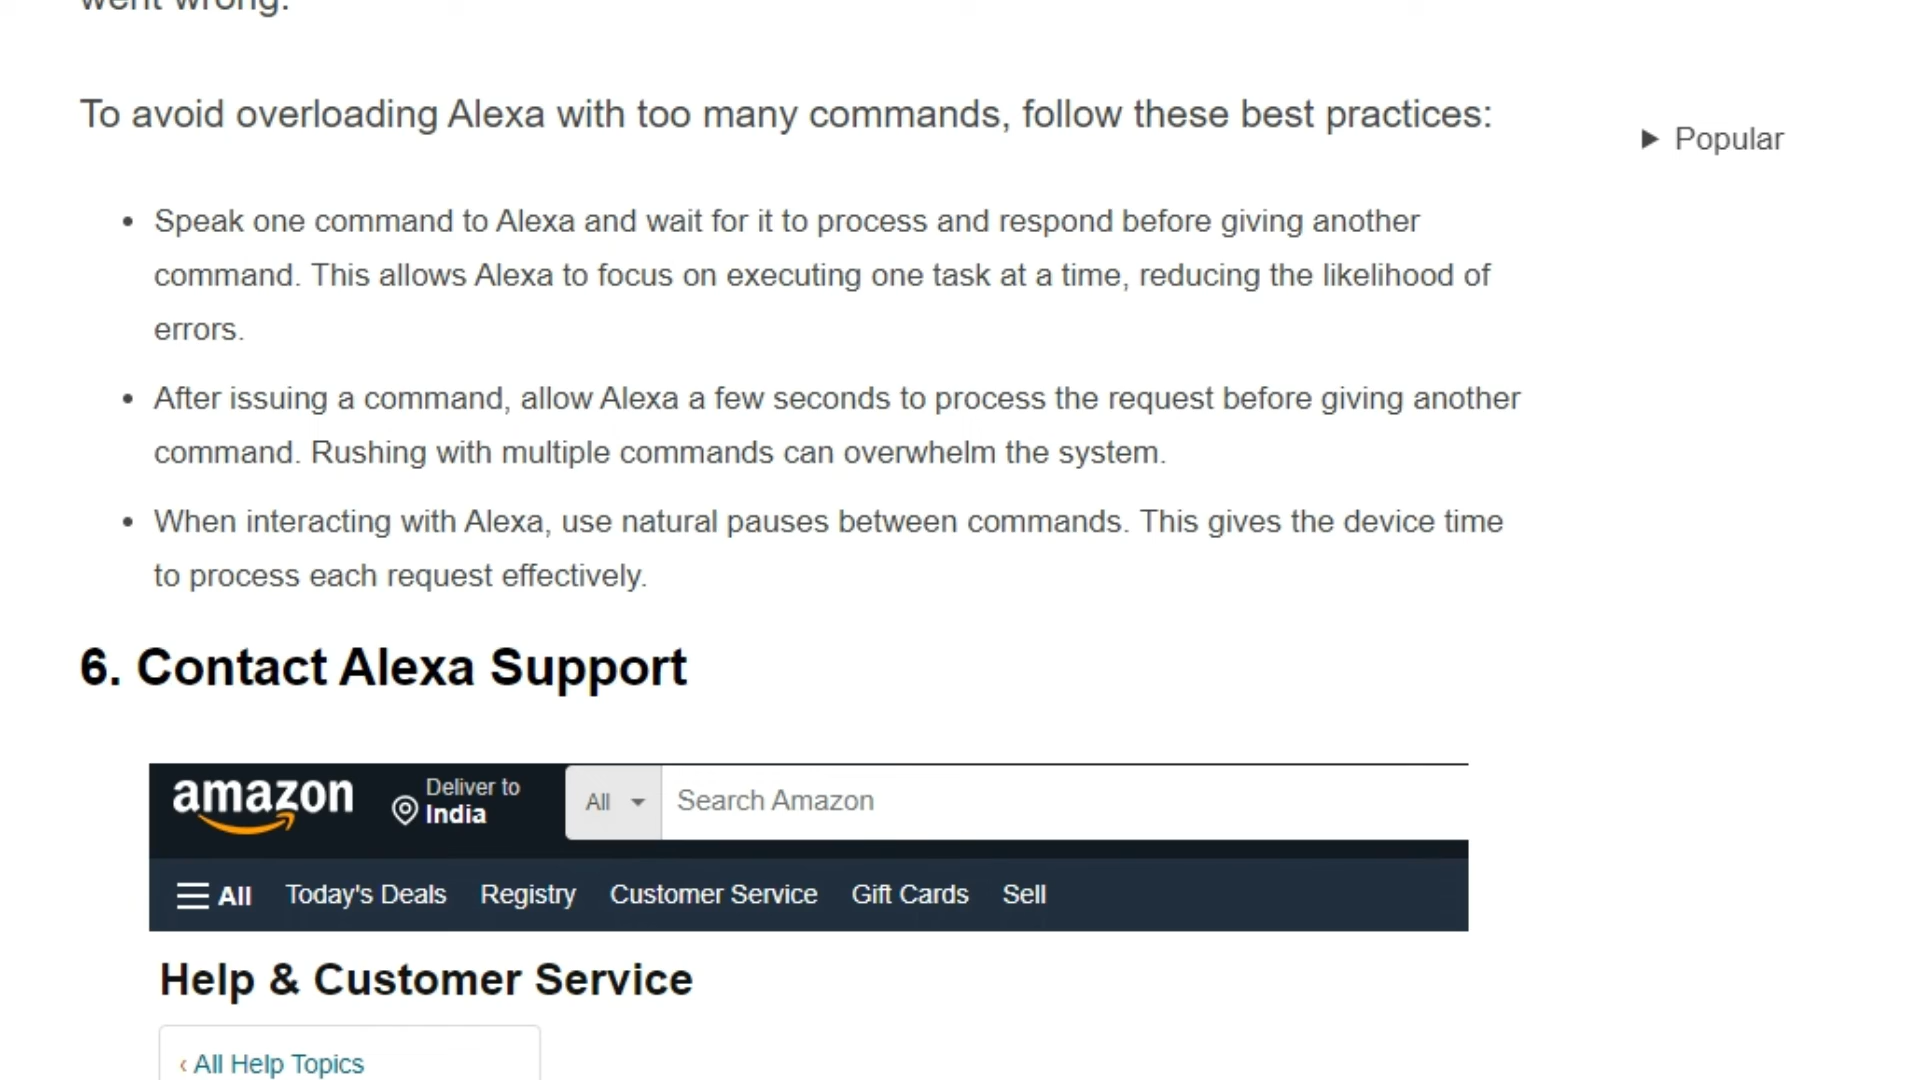 went wrong.
To avoid overloading Alexa with too many commands, follow these best practices:
► Popular
• Speak one command to Alexa and wait for it to process and respond before giving another
command. This allows Alexa to focus on executing one task at a time, reducing the likelihood of
errors.
• After issuing a command, allow Alexa a few seconds to process the request before giving another
command. Rushing with multiple commands can overwhelm the system.
• When interacting with Alexa, use natural pauses between commands. This gives the device time
to process each request effectively.
6. Contact Alexa Support
amazon
Deliver to
India
All
Search Amazon
All Today's Deals Registry Customer Service Gift Cards Sell
Help & Customer Service
‹ All Help Topics